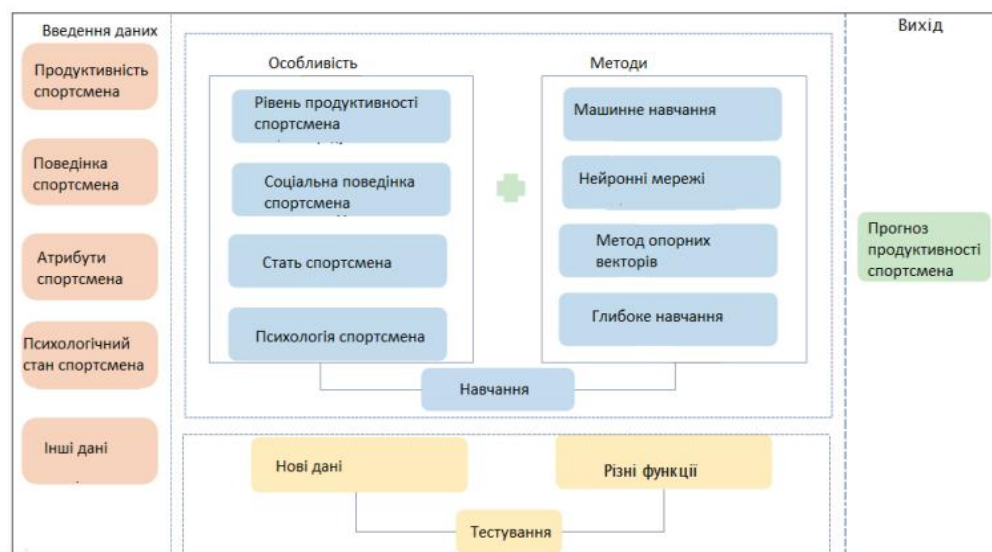 Введення даних
Продуктивність
спортсмена
Поведінка
спортсмена
Атрибути
спортсмена
Психологічний
стан спортсмена
Інші дані
Особливість
Рівень продуктивності
спортсмена
Соціальна поведінка
спортсмена
Стать спортсмена
Психологія спортсмена
Методи
Машинне навчання
Нейронні мережі
Метод опорних
векторів
Глибоке навчання
Навчання
Нові дані
Різні функції
Тестування
Вихід
Прогноз
продуктивності
спортсмена